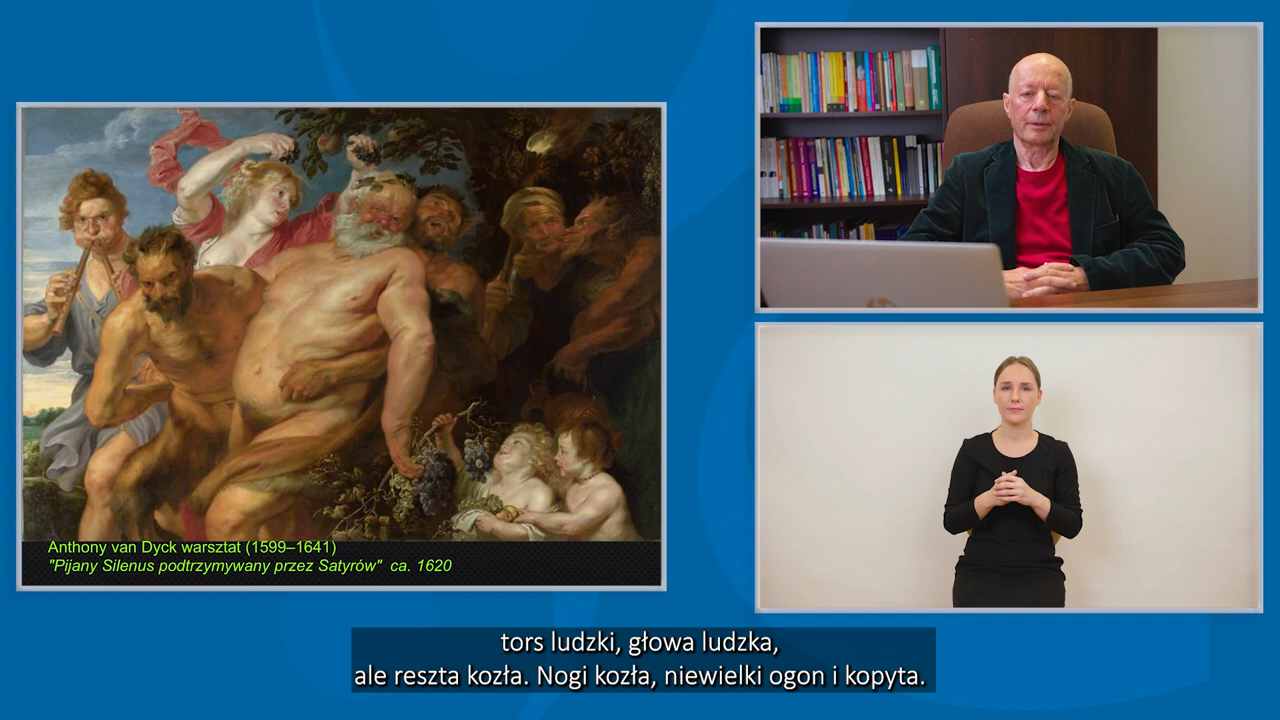 Anthony van Dyck warsztat (1599–1641)
"Pijany Silenus podtrzymywany przez Satyrów" ca. 1620
tors ludzki, głowa ludzka,
ale reszta kozła. Nogi kozła, niewielki ogon i kopyta.